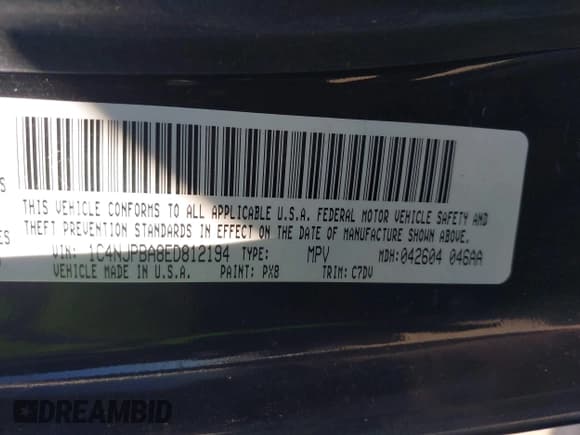 S
THIS VEHICLE CONFORMS TO ALL APPLICABLE U.S.A. FEDERAL MOTOR VEHICLE SAFETY AND
THEFT PREVENTION STANDARDS IN EFFECT ON THE DATE OF MANUFACTURE SHOWN ABOVE.
ES
VIN: 1C4NJPBA8ED812194 TYPE: MPV MDH: 042604 046AA
VEHICLE MADE IN U.S.A. PAINT: PX8 TRIM: C7DV
DREAMBID